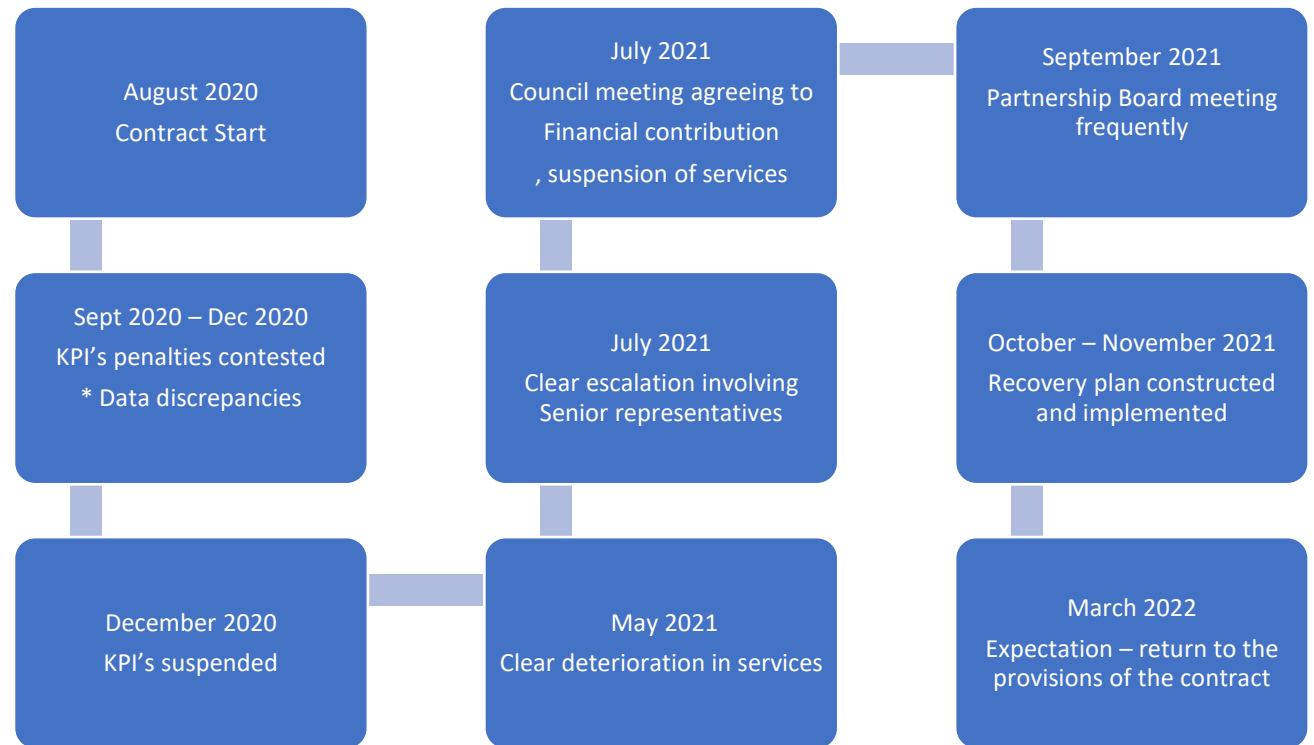 August 2020
Contract Start
Sept 2020 – Dec 2020
KPI's penalties contested
* Data discrepancies
December 2020
KPI's suspended
May 2021
Clear deterioration in services
July 2021
Clear escalation involving
Senior representatives
July 2021
Council meeting agreeing to
Financial contribution
, suspension of services
September 2021
Partnership Board meeting
frequently
October – November 2021
Recovery plan constructed
and implemented
March 2022
Expectation – return to the
provisions of the contract